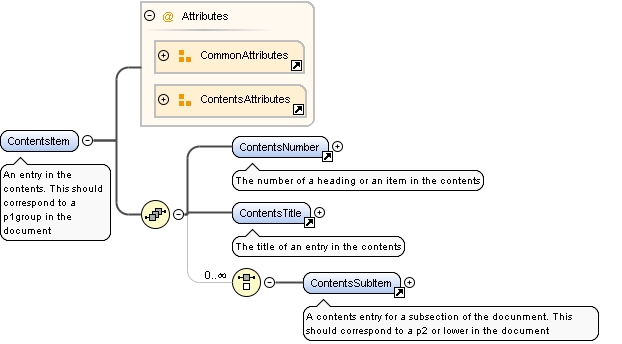 Attributes
CommonAttributes
ContentsAttributes
ContentsItem
An entry in the
contents. This should
correspond to a
p1group in the
document
ContentsNumber
The number of a heading or an item in the contents
ContentsTitle
The title of an entry in the contents
0..∞
ContentsSubItem
A contents entry for a subsection of the docunment. This
should correspond to a p2 or lower in the document